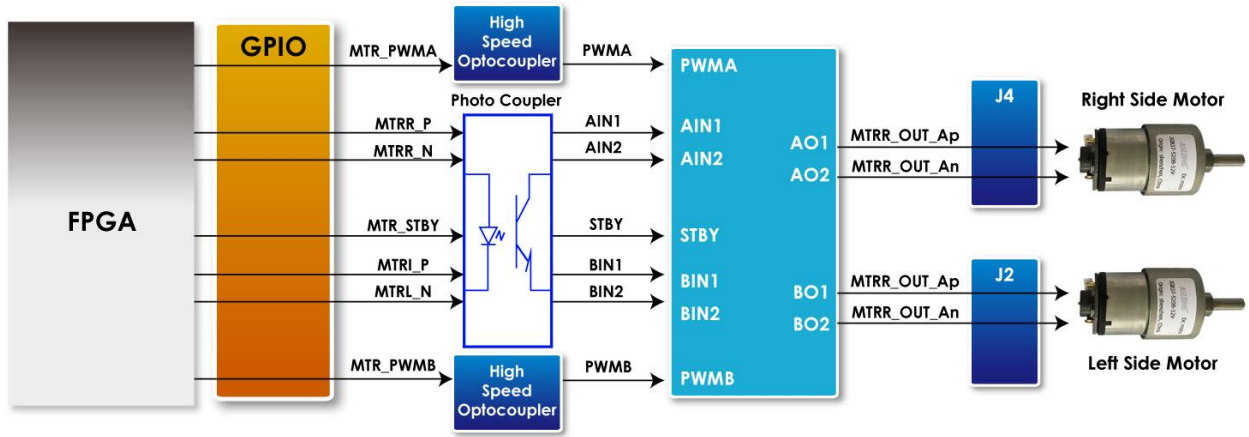 FPGA
GPIO
MTR_PWMA
MTRR_P
MTRR_N
MTR_STBY
MTRI_P
MTRL_N
MTR_PWMB
High
Speed
Optocoupler
Photo Coupler
High
Speed
Optocoupler
PWMA
AIN1
AIN2
STBY
BIN1
BIN2
PWMB
PWMA
AIN1
AIN2
STBY
BIN1
BIN2
PWMB
AO1
AO2
BO1
BO2
MTRR_OUT_Ap
MTRR_OUT_An
MTRR_OUT_Ap
MTRR_OUT_An
J4
J2
Right Side Motor
Left Side Motor